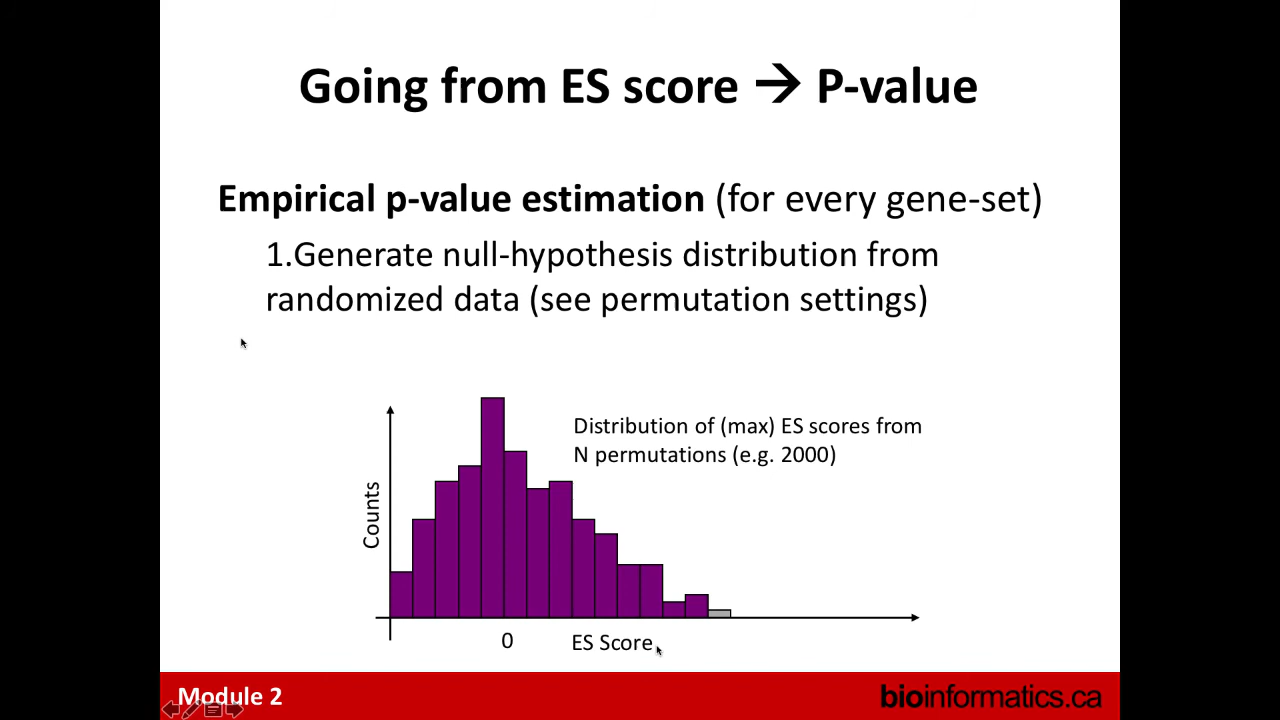 Going from ES score → P-value
Empirical p-value estimation (for every gene-set)
1.Generate null-hypothesis distribution from
randomized data (see permutation settings)
Distribution of (max) ES scores from
N permutations (e.g. 2000)
Counts
0
ES Score
Module 2
bioinformatics.ca